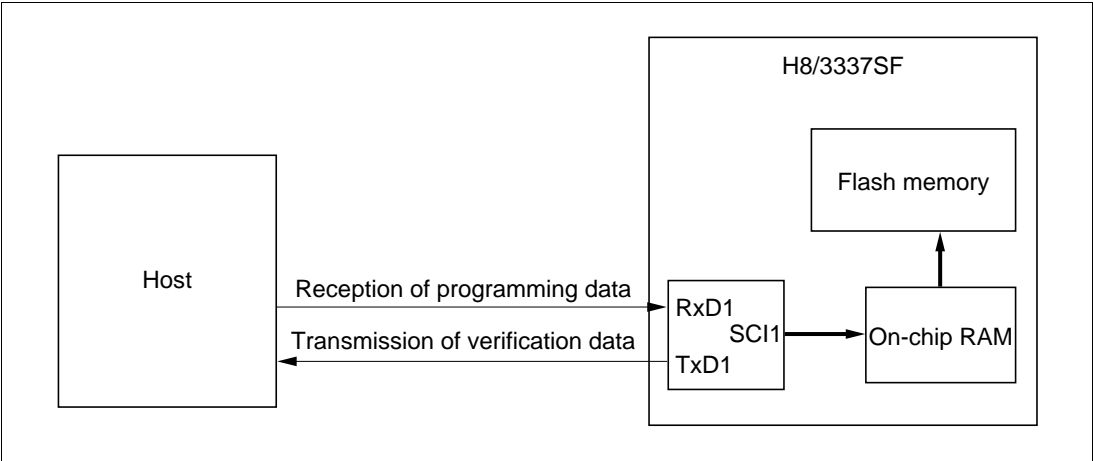 H8/3337SF
Flash memory
Host
Reception of programming data
RxD1
SCI1
On-chip RAM
Transmission of verification data
TxD1